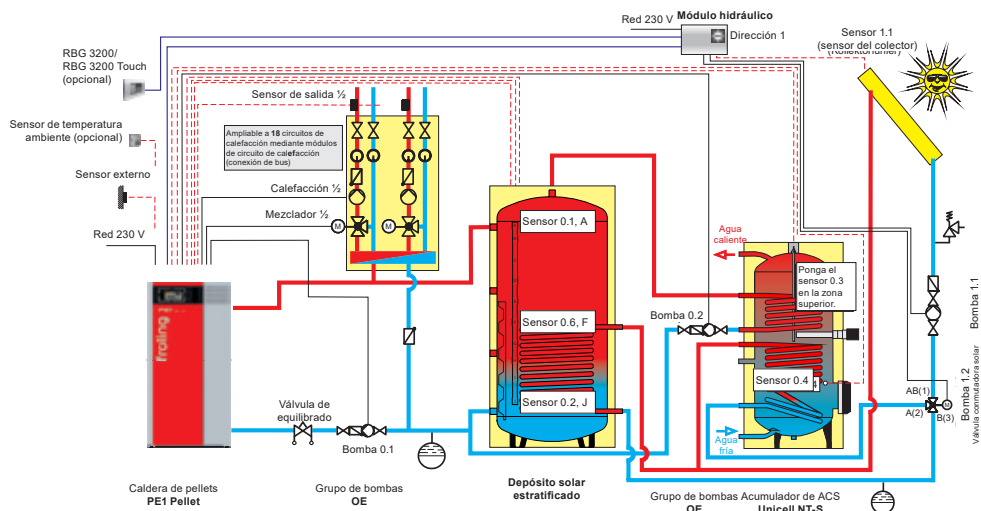 Red 230 V
Módulo hidráulico
Dirección 1
Sensor 1.1
(sensor del colector)
RBG 3200/
RBG 3200 Touch
(opcional)
Sensor de salida ½
Sensor de temperatura
ambiente (opcional)
Ampliable a 18 circuitos de
calefacción mediante módulos
de circuito de calefacción
(conexión de bus)
Sensor externo
Calefacción ½
Mezclador ½
M
M
Red 230 V
Sensor 0.1, A
Agua
caliente
Ponga el
sensor 0.3
en la zona
superior.
Bomba 0.2
Sensor 0.6, F
Bomba 1.1
Sensor 0.4
Sensor 0.2, J
AB(1)
A(2)
B(3)
M
Bomba 1.2
Válvula conmutadora solar
Válvula de
equilibrado
Bomba 0.1
Agua
fría
Caldera de pellets
PE1 Pellet
Grupo de bombas
OE
Depósito solar
estratificado
Grupo de bombas
OE
Acumulador de ACS
Unicell NT-S